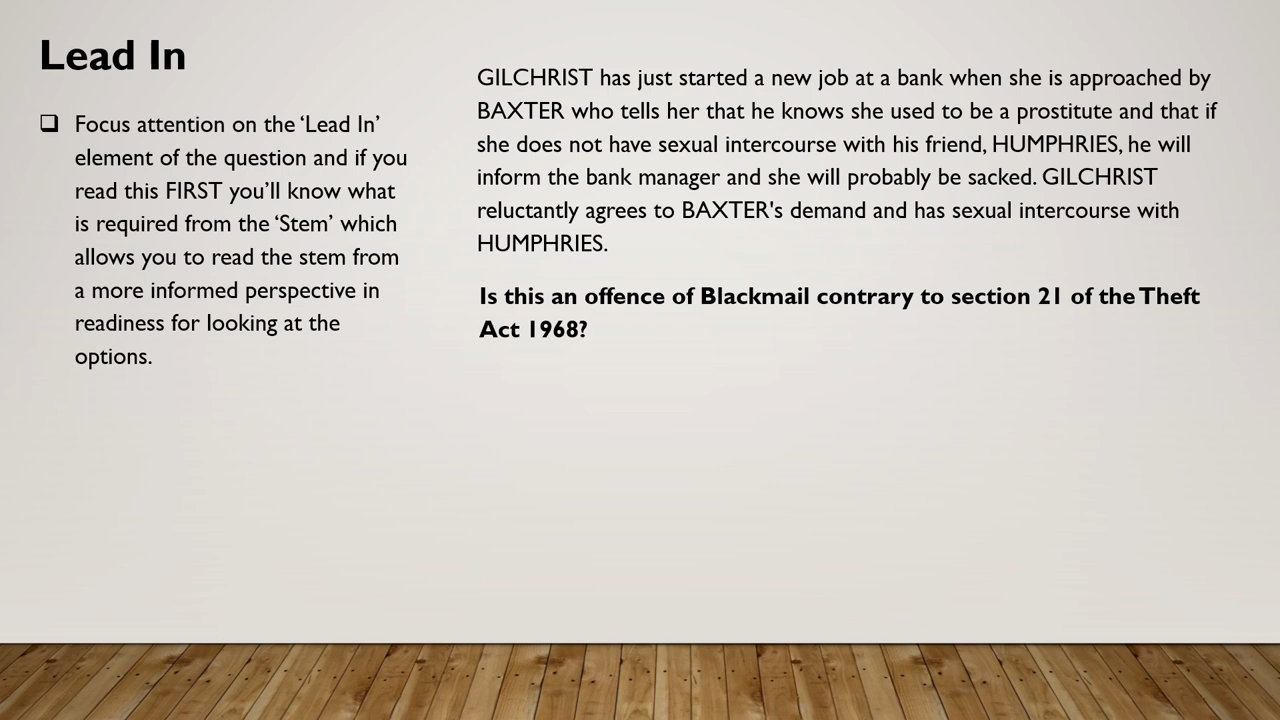 Lead In
❑ Focus attention on the ‘Lead In’
element of the question and if you
read this FIRST you’ll know what
is required from the ‘Stem’ which
allows you to read the stem from
a more informed perspective in
readiness for looking at the
options.
GILCHRIST has just started a new job at a bank when she is approached by
BAXTER who tells her that he knows she used to be a prostitute and that if
she does not have sexual intercourse with his friend, HUMPHRIES, he will
inform the bank manager and she will probably be sacked. GILCHRIST
reluctantly agrees to BAXTER's demand and has sexual intercourse with
HUMPHRIES.
Is this an offence of Blackmail contrary to section 21 of the Theft
Act 1968?